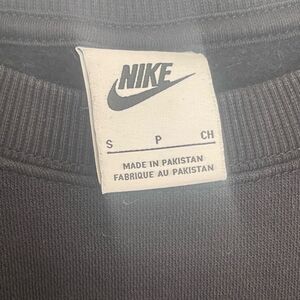 NIKE
S P CH
MADE IN PAKISTAN
FABRIQUE AU PAKISTAN